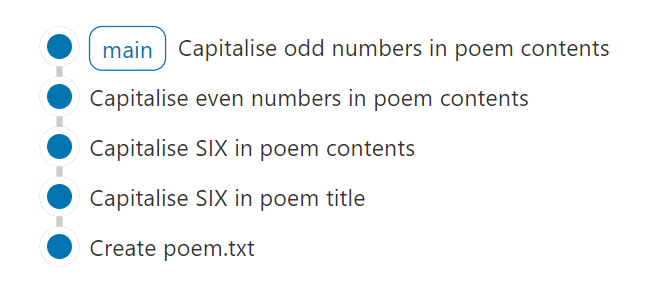 main Capitalise odd numbers in poem contents
Capitalise even numbers in poem contents
Capitalise SIX in poem contents
Capitalise SIX in poem title
Create poem.txt